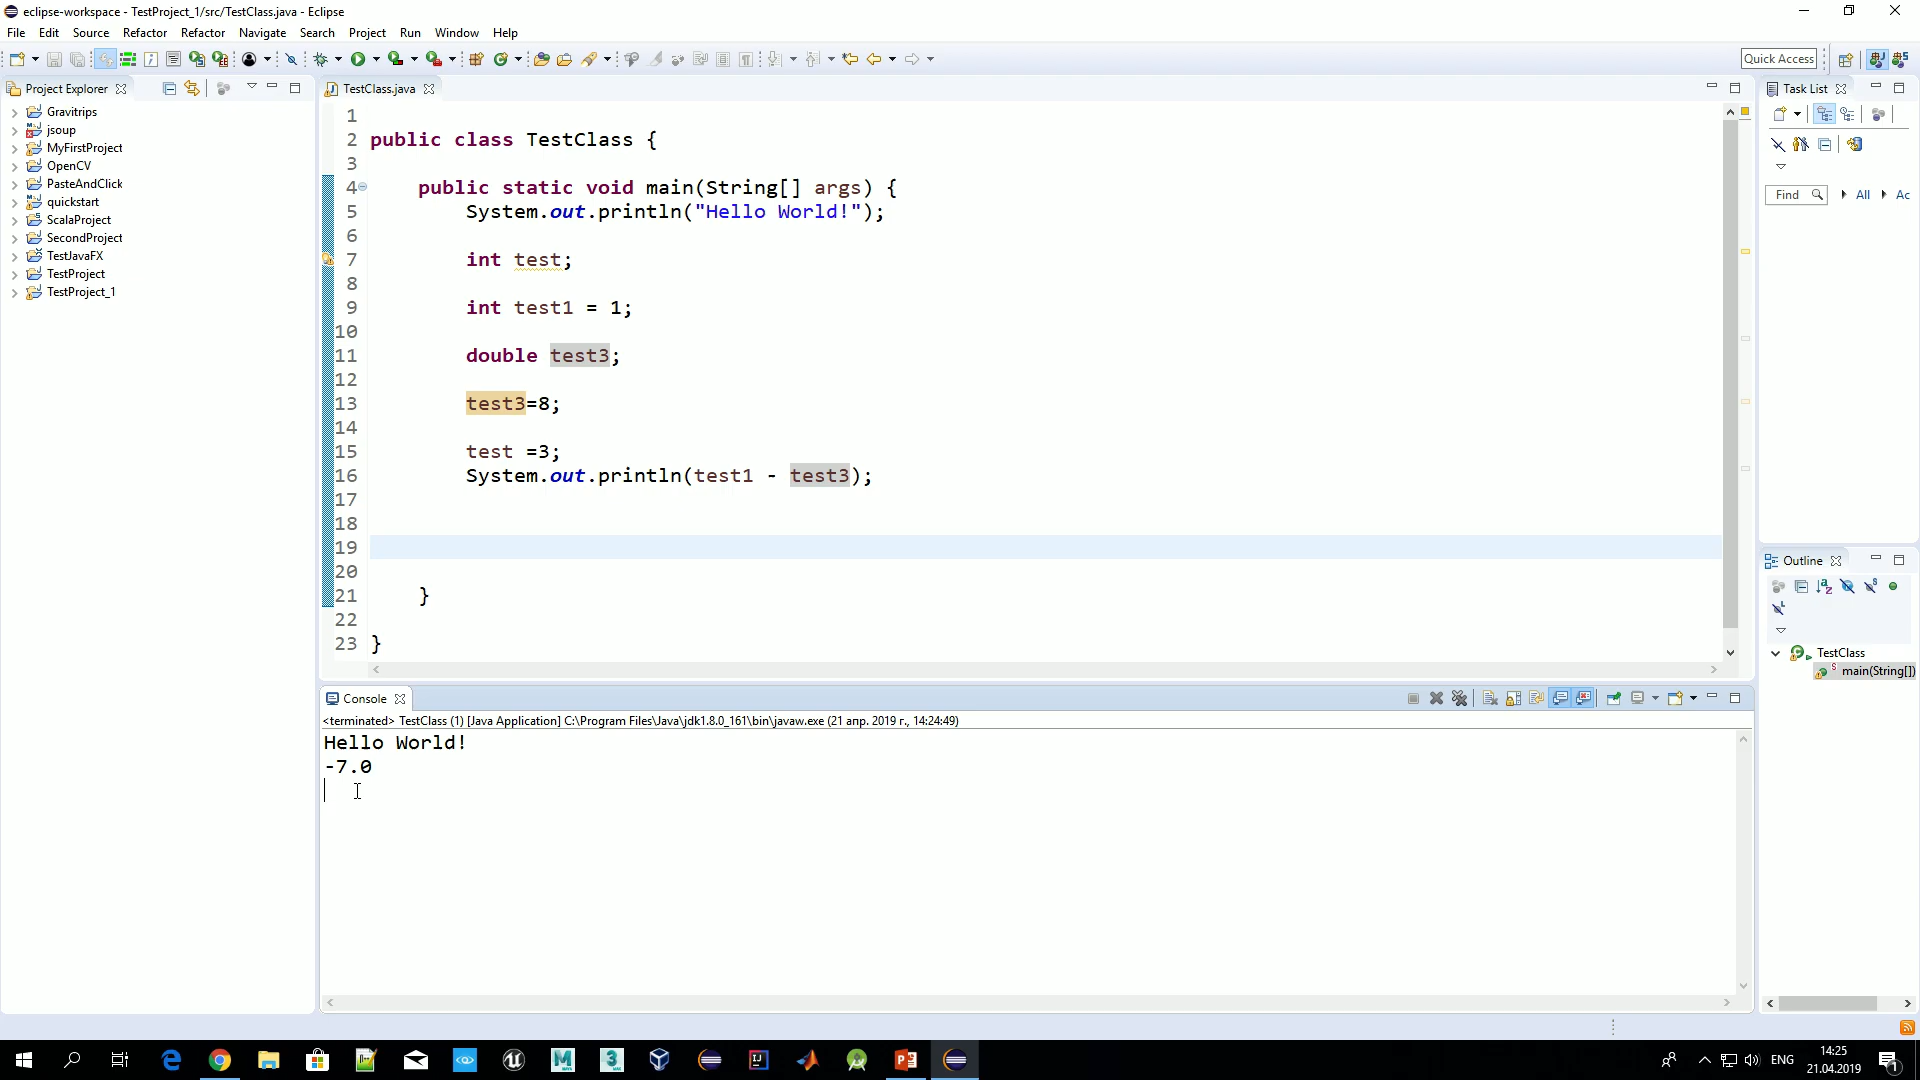 eclipse-workspace - TestProject_1/src/TestClass.java - Eclipse
File Edit Source Refactor Refactor Navigate Search Project Run Window Help
Quick Access
Project Explorer
Gravitrips
jsoup
MyFirstProject
OpenCV
PasteAndClick
quickstart
ScalaProject
SecondProject
TestJavaFX
TestProject
TestProject_1
TestClass.java
1
2 public class TestClass {
3
4 public static void main(String[] args) {
5 System.out.println("Hello World!");
6
7 int test;
8
9 int test1 = 1;
10
11 double test3;
12
13 test3=8;
14
15 test =3;
16 System.out.println(test1 - test3);
17
18
19
20
21 }
22
23 }
Task List
Find All Ac
Outline
TestClass
main(String[])
Console
<terminated> TestClass (1) [Java Application] C:\Program Files\Java\jdk1.8.0_161\bin\javaw.exe (21 апр. 2019 г., 14:24:49)
Hello World!
-7.0
ENG
14:25
21.04.2019